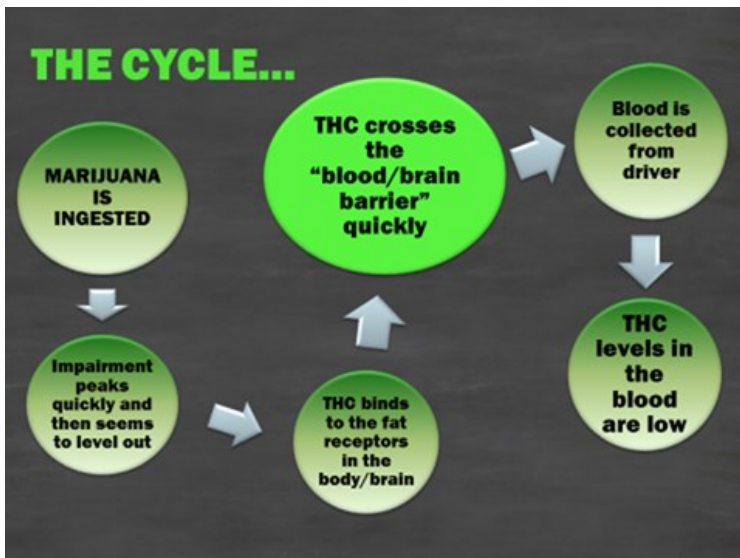 THE CYCLE...
MARIJUANA
IS
INGESTED
Impairment
peaks
quickly and
then seems
to level out
THC binds
to the fat
receptors
in the
body/brain
THC crosses
the
“blood/brain
barrier”
quickly
Blood is
collected
from
driver
THC
levels in
the
blood
are low